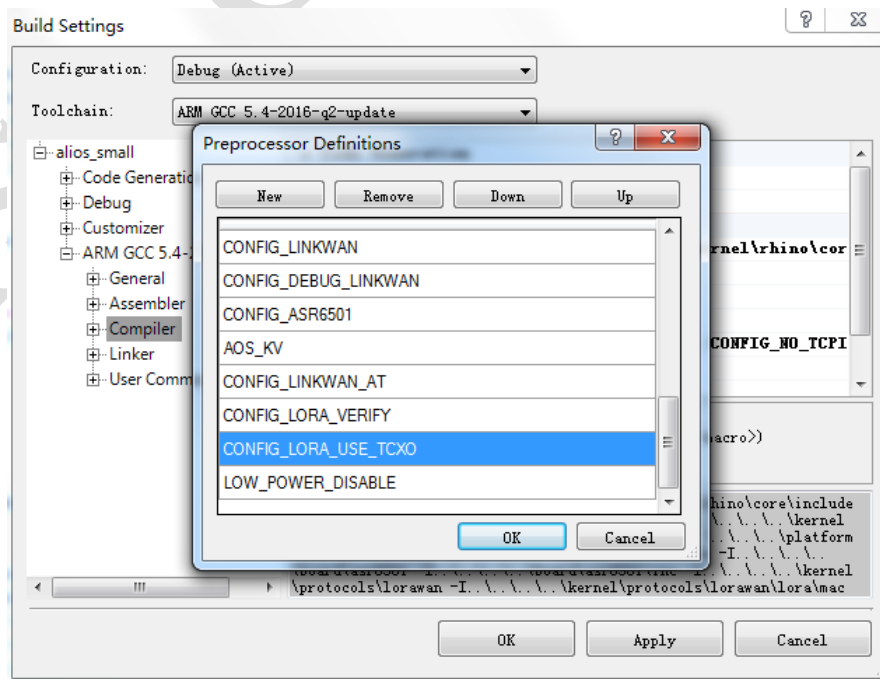 Build Settings
Configuration: Debug (Active)
Toolchain: ARM GCC 5.4-2016-q2-update
Preprocessor Definitions
alios_small
Code Generatio
Debug
Customizer
ARM GCC 5.4-
General
Assembler
Compiler
Linker
User Comm
New Remove Down Up
CONFIG_LINKWAN
CONFIG_DEBUG_LINKWAN
CONFIG_ASR6501
AOS_KV
CONFIG_LINKWAN_AT
CONFIG_LORA_VERIFY
CONFIG_LORA_USE_TCXO
LOW_POWER_DISABLE
OK Cancel
rnel\rhino\cor
CONFIG_NO_TCPI
acro>)
hino\core\include
\..\..\..\kernel
.\..\..\platform
-I..\..\..\..
\..\..\kernel
\protocols\lorawan -I..\..\..\..\kernel\protocols\lorawan\lora\mac
OK Apply Cancel